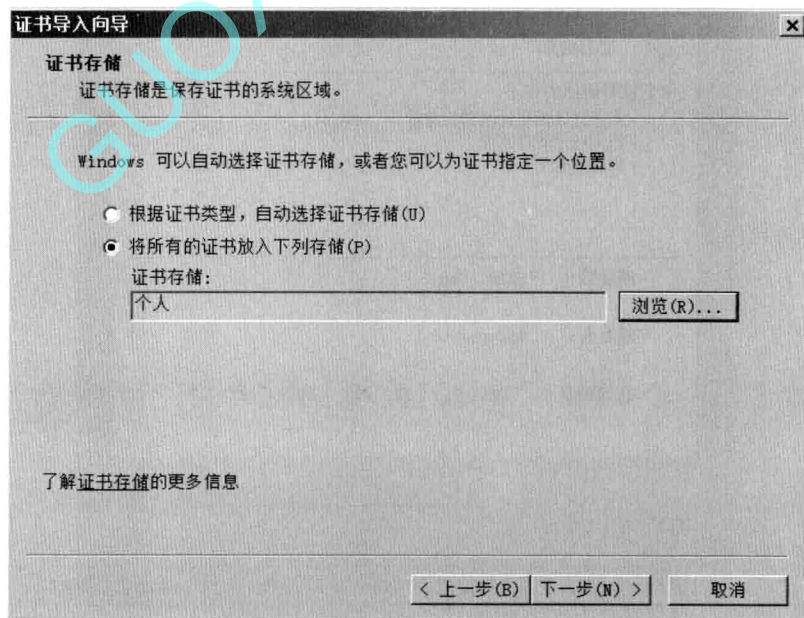 证书导入向导
证书存储
证书存储是保存证书的系统区域。
Windows 可以自动选择证书存储，或者您可以为证书指定一个位置。
根据证书类型，自动选择证书存储(U)
将所有的证书放入下列存储(P)
证书存储:
个人
浏览(R)...
了解证书存储的更多信息
< 上一步(B) 下一步(N) > 取消